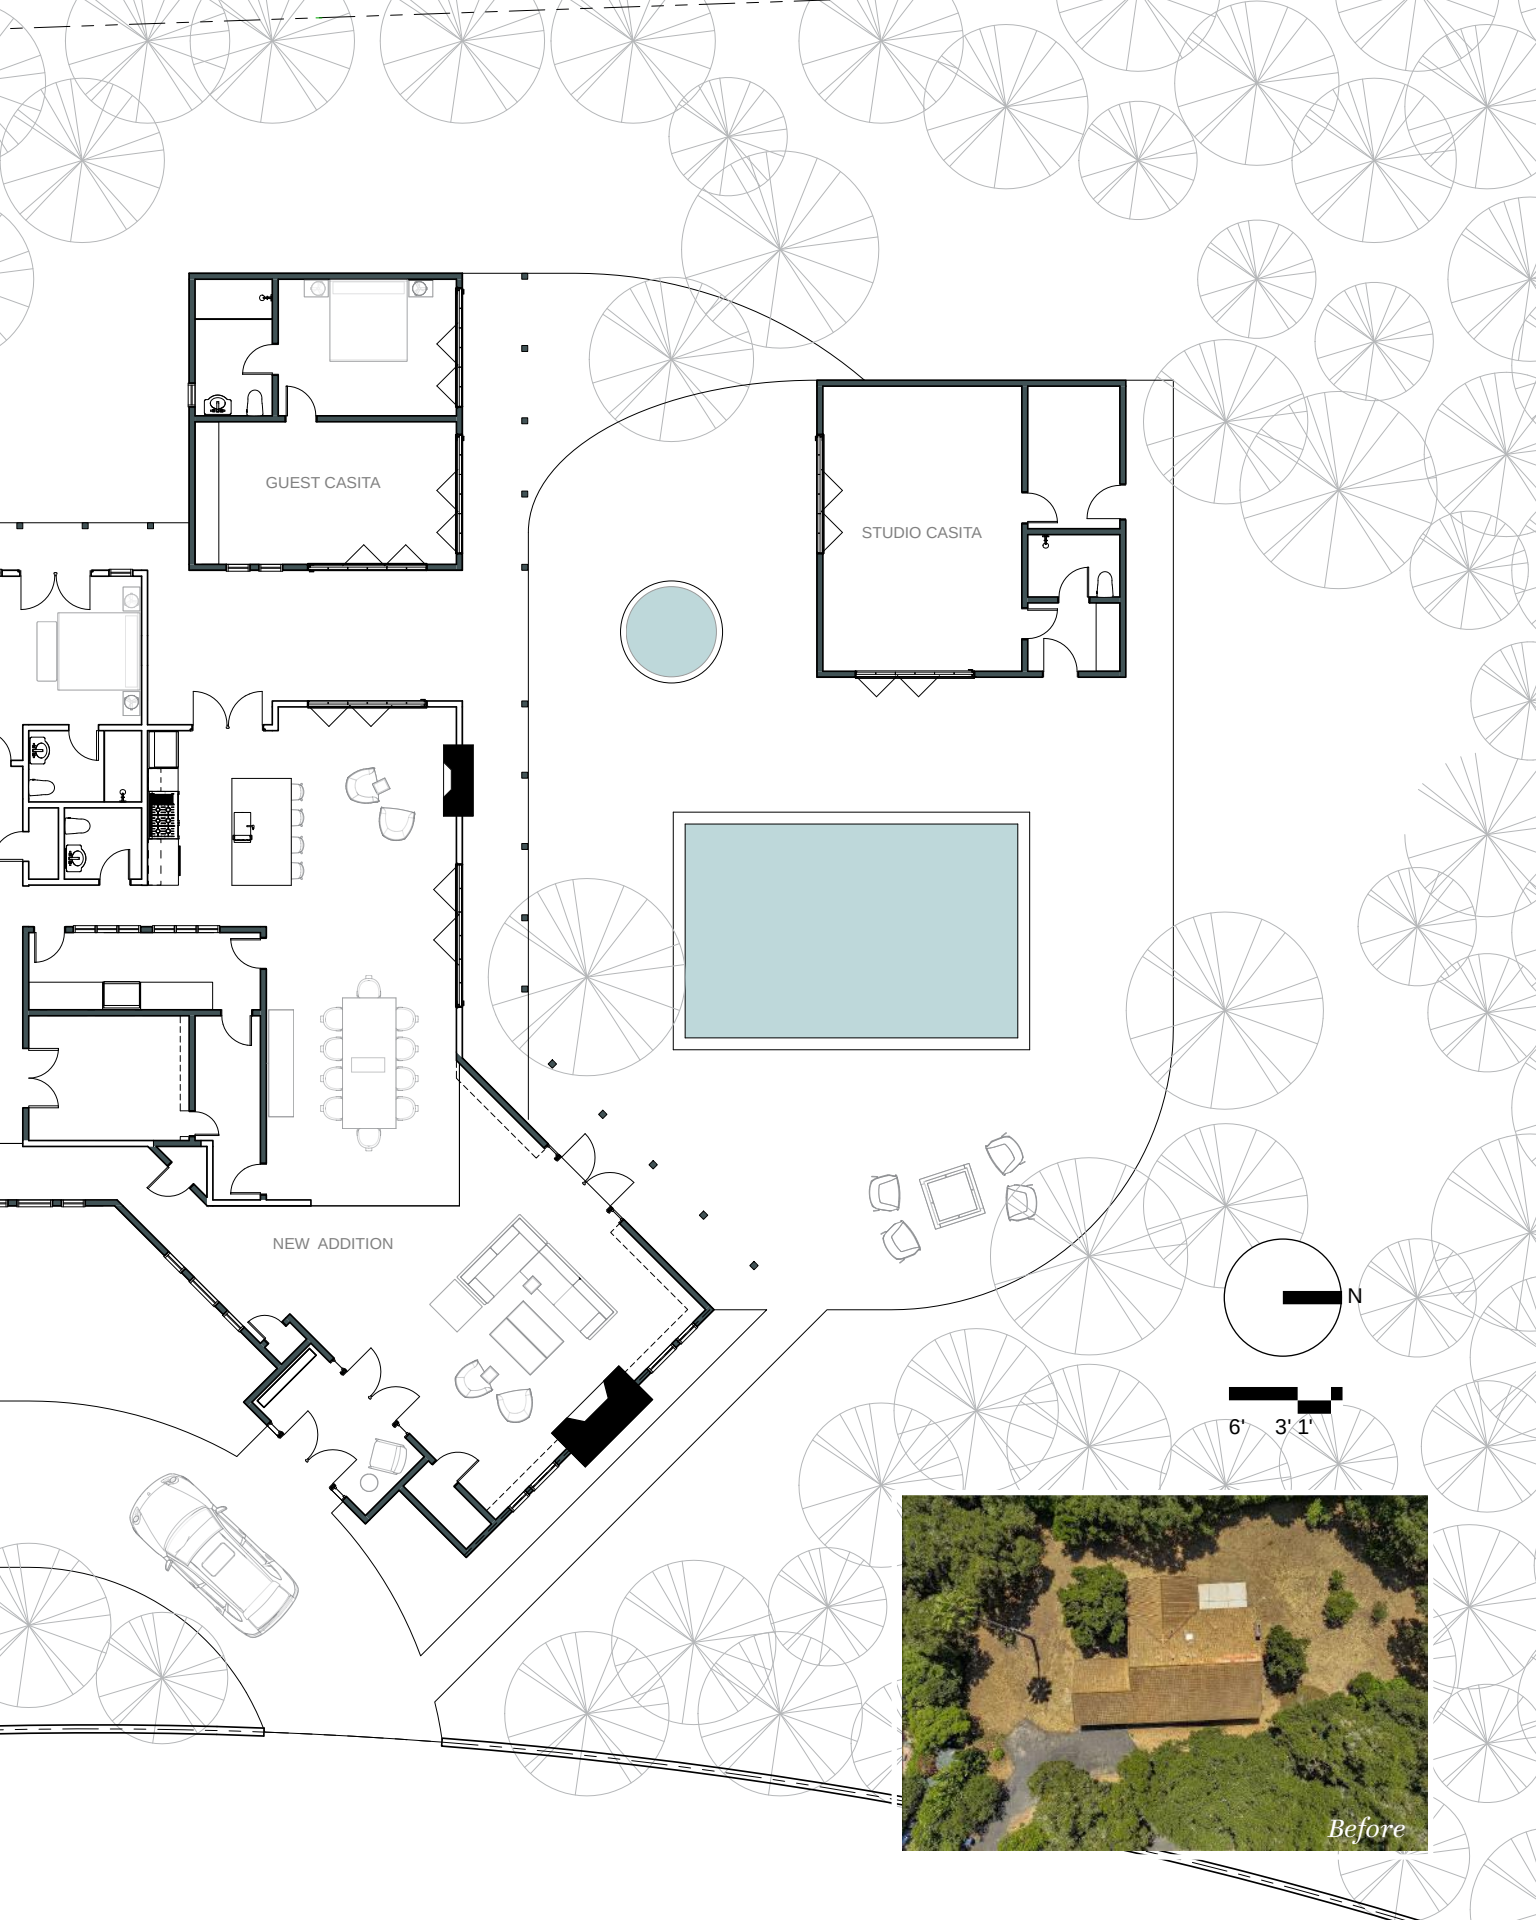 GUEST CASITA
STUDIO CASITA
NEW ADDITION
N
6' 3' 1'
Before